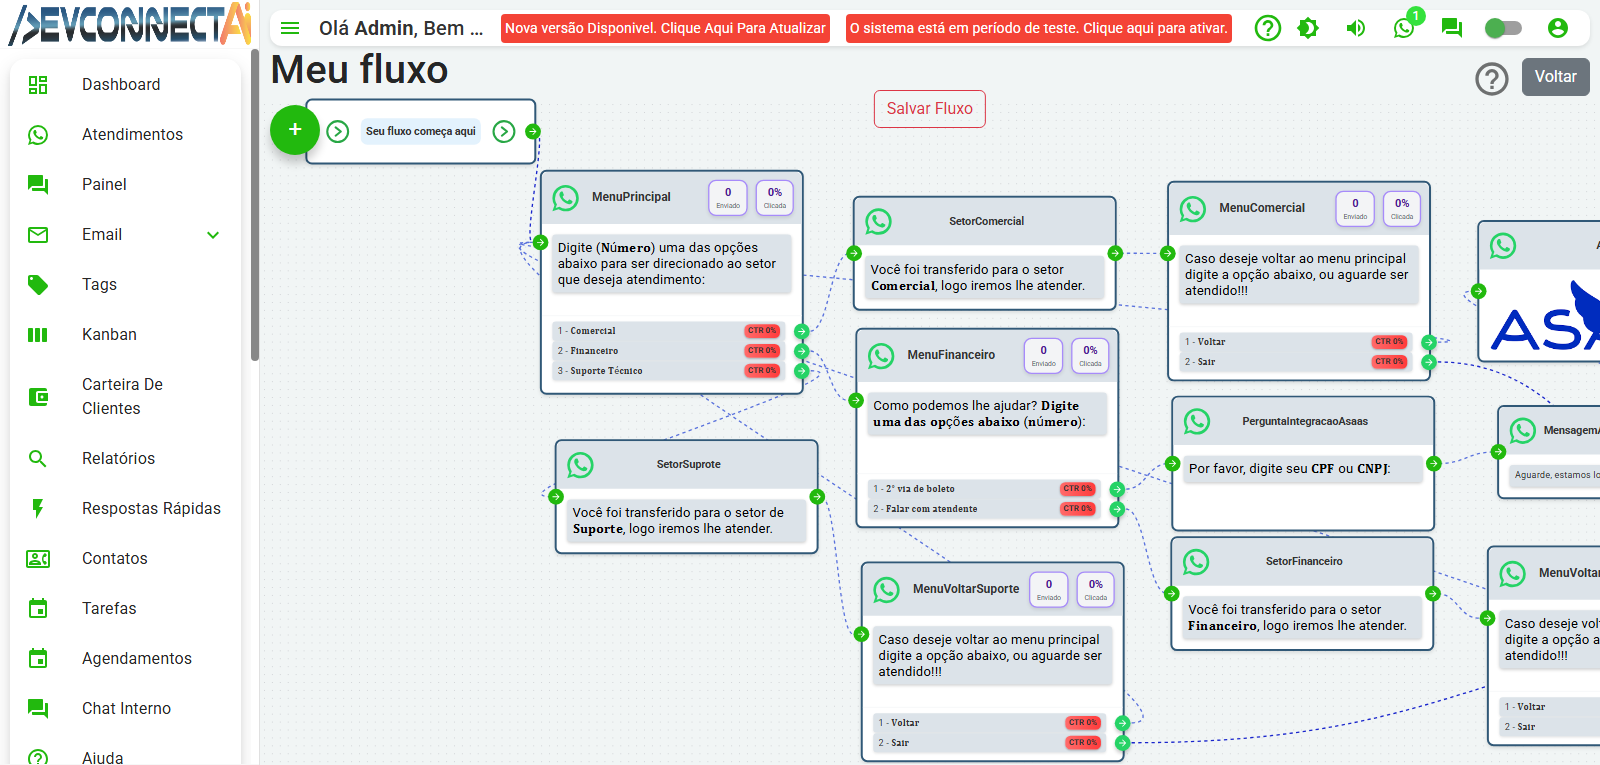 DEVCONNECTAi
Olá Admin, Bem ...
Nova versão Disponivel. Clique Aqui Para Atualizar
O sistema está em período de teste. Clique aqui para ativar.
1
Dashboard
Atendimentos
Painel
Email
Tags
Kanban
Carteira De
Clientes
Relatórios
Respostas Rápidas
Contatos
Tarefas
Agendamentos
Chat Interno
Ajuda
Meu fluxo
Voltar
Salvar Fluxo
+
Seu fluxo começa aqui
MenuPrincipal
0
Enviado
0%
Clicada
Digite (Número) uma das opções
abaixo para ser direcionado ao setor
que deseja atendimento:
1 - Comercial
CTR 0%
2 - Financeiro
CTR 0%
3 - Suporte Técnico
CTR 0%
SetorComercial
Você foi transferido para o setor
Comercial, logo iremos lhe atender.
MenuComercial
0
Enviado
0%
Clicada
Caso deseje voltar ao menu principal
digite a opção abaixo, ou aguarde ser
atendido!!!
1 - Voltar
CTR 0%
2 - Sair
CTR 0%
MenuFinanceiro
0
Enviado
0%
Clicada
Como podemos lhe ajudar? Digite
uma das opções abaixo (número):
1 - 2° via de boleto
CTR 0%
2 - Falar com atendente
CTR 0%
PerguntaIntegracaoAsaas
Por favor, digite seu CPF ou CNPJ:
Aguarde, estamos lo
SetorSuprote
Você foi transferido para o setor de
Suporte, logo iremos lhe atender.
SetorFinanceiro
Você foi transferido para o setor
Financeiro, logo iremos lhe atender.
MenuVoltarSuporte
0
Enviado
0%
Clicada
Caso deseje voltar ao menu principal
digite a opção abaixo, ou aguarde ser
atendido!!!
1 - Voltar
CTR 0%
2 - Sair
CTR 0%
MenuVoltar
Caso deseje vol
digite a opção a
atendido!!!
1 - Voltar
2 - Sair